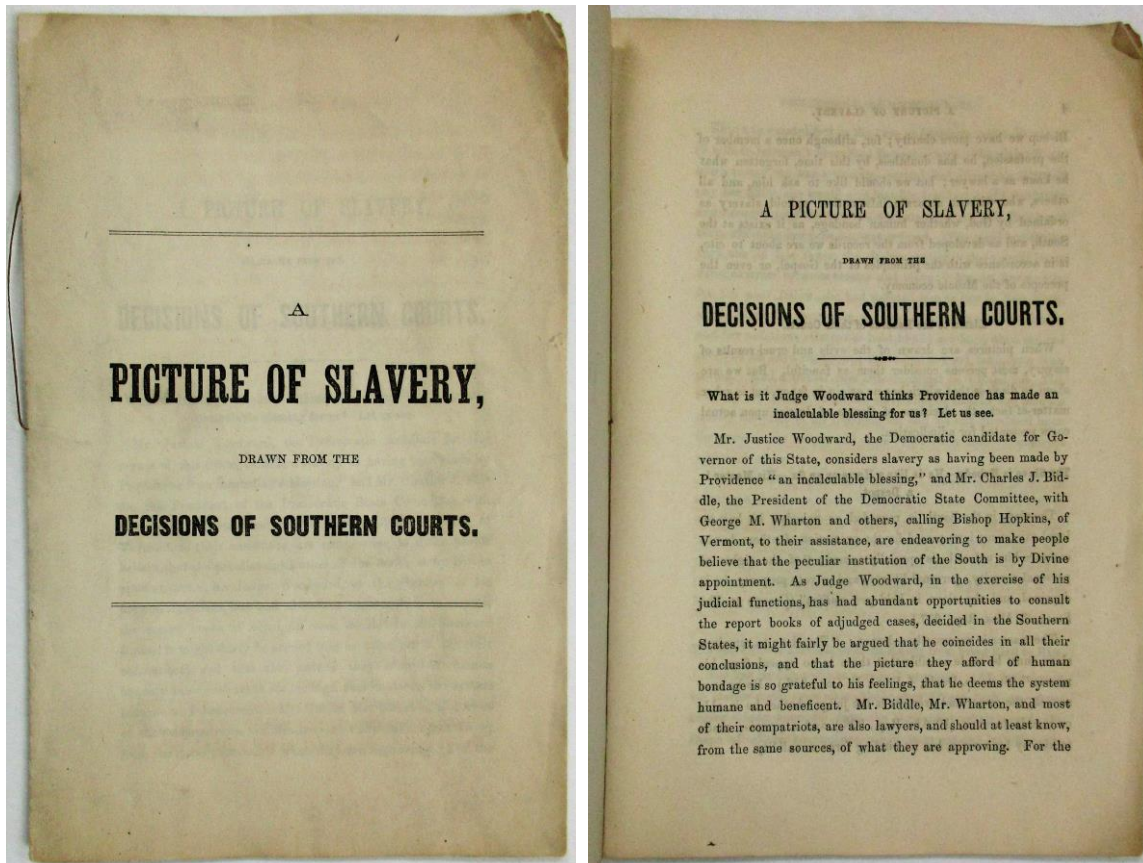 A
PICTURE OF SLAVERY,
DRAWN FROM THE
DECISIONS OF SOUTHERN COURTS.
A PICTURE OF SLAVERY,
DRAWN FROM THE
DECISIONS OF SOUTHERN COURTS.
What is it Judge Woodward thinks Providence has made an
incalculable blessing for us? Let us see.
Mr. Justice Woodward, the Democratic candidate for Go-
vernor of this State, considers slavery as having been made by
Providence "an incalculable blessing," and Mr. Charles J. Bid-
dle, the President of the Democratic State Committee, with
George M. Wharton and others, calling Bishop Hopkins, of
Vermont, to their assistance, are endeavoring to make people
believe that the peculiar institution of the South is by Divine
appointment. As Judge Woodward, in the exercise of his
judicial functions, has had abundant opportunities to consult
the report books of adjudged cases, decided in the Southern
States, it might fairly be argued that he coincides in all their
conclusions, and that the picture they afford of human
bondage is so grateful to his feelings, that he deems the system
humane and beneficent. Mr. Biddle, Mr. Wharton, and most
of their compatriots, are also lawyers, and should at least know,
from the same sources, of what they are approving. For the